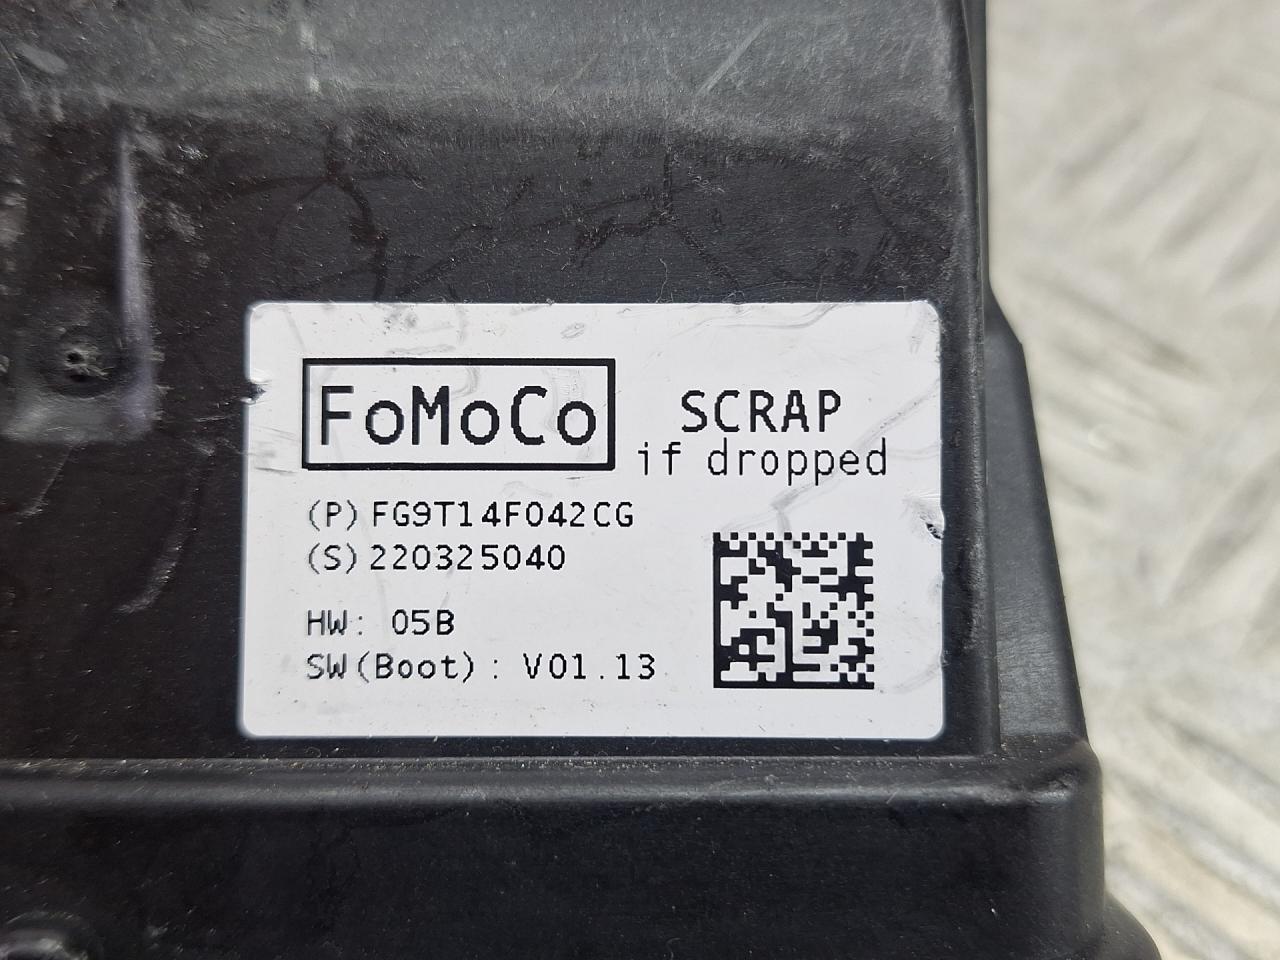 FoMoCo
SCRAP
if dropped
(P) FG9T14F042CG
(S) 220325040
HW: 05B
SW(Boot): V01.13